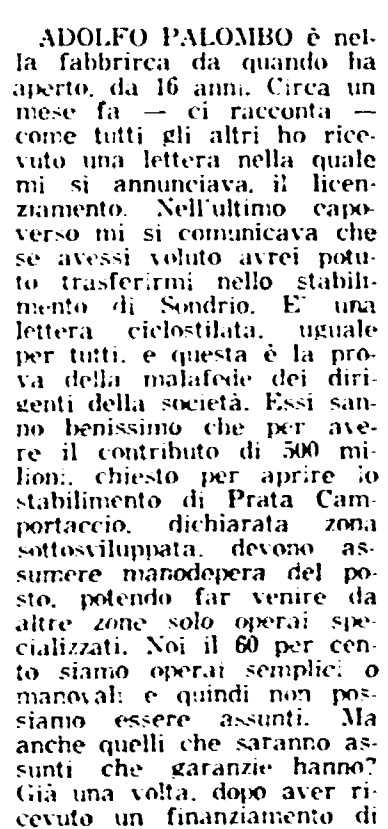 ADOLFO PALOMBO è nel-
la fabbrirca da quando ha
aperto, da 16 anni. Circa un
mese fa — ci racconta —
come tutti gli altri ho rice-
vuto una lettera nella quale
mi si annunciava, il licen-
ziamento. Nell'ultimo capo-
verso mi si comunicava che
se avessi voluto avrei potu-
to trasferirmi nello stabili-
mento di Sondrio. E' una
lettera ciclostilata, uguale
per tutti, e questa è la pro-
va della malafede dei diri-
genti della società. Essi san-
no benissimo che per ave-
re il contributo di 500 mi-
lioni, chiesto per aprire lo
stabilimento di Prata Cam-
portaccio, dichiarata zona
sottosviluppata, devono as-
sumere manodepera del po-
sto, potendo far venire da
altre zone solo operai spe-
cializzati. Noi il 60 per cen-
to siamo operai semplici o
manovali e quindi non pos-
siamo essere assunti. Ma
anche quelli che saranno as-
sunti che garanzie hanno?
Già una volta, dopo aver ri-
cevuto un finanziamento di